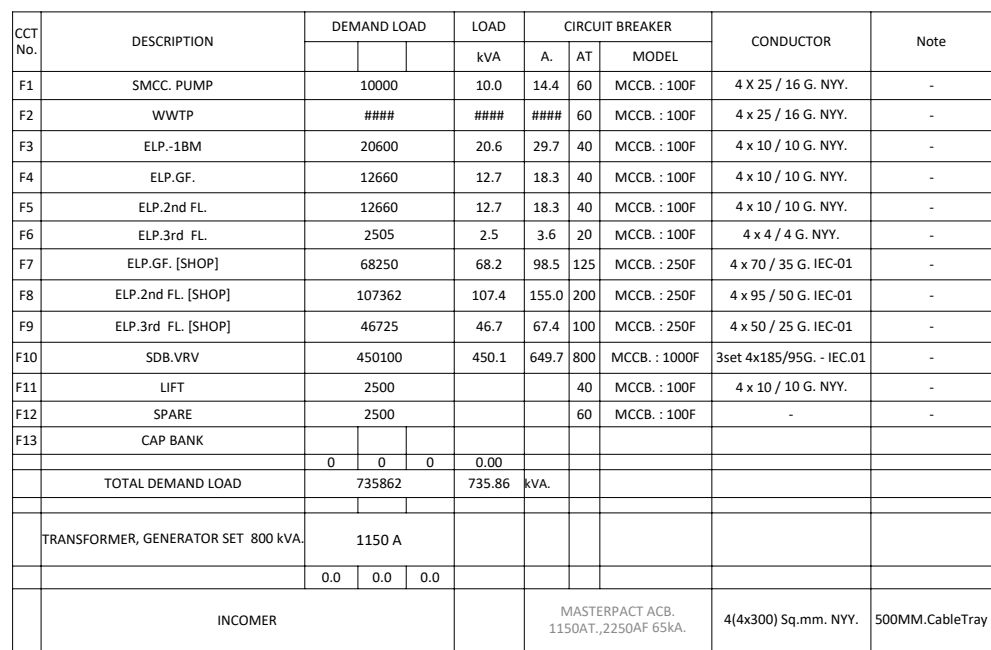 CCT No. DESCRIPTION DEMAND LOAD LOAD CIRCUIT BREAKER CONDUCTOR Note
kVA A. AT MODEL
F1 SMCC. PUMP 10000 10.0 14.4 60 MCCB. : 100F 4 X 25 / 16 G. NYY. -
F2 WWTP #### #### #### 60 MCCB. : 100F 4 x 25 / 16 G. NYY. -
F3 ELP.-1BM 20600 20.6 29.7 40 MCCB. : 100F 4 x 10 / 10 G. NYY. -
F4 ELP.GF. 12660 12.7 18.3 40 MCCB. : 100F 4 x 10 / 10 G. NYY. -
F5 ELP.2nd FL. 12660 12.7 18.3 40 MCCB. : 100F 4 x 10 / 10 G. NYY. -
F6 ELP.3rd FL. 2505 2.5 3.6 20 MCCB. : 100F 4 x 4 / 4 G. NYY. -
F7 ELP.GF. [SHOP] 68250 68.2 98.5 125 MCCB. : 250F 4 x 70 / 35 G. IEC-01 -
F8 ELP.2nd FL. [SHOP] 107362 107.4 155.0 200 MCCB. : 250F 4 x 95 / 50 G. IEC-01 -
F9 ELP.3rd FL. [SHOP] 46725 46.7 67.4 100 MCCB. : 250F 4 x 50 / 25 G. IEC-01 -
F10 SDB.VRV 450100 450.1 649.7 800 MCCB. : 1000F 3set 4x185/95G. - IEC.01 -
F11 LIFT 2500 40 MCCB. : 100F 4 x 10 / 10 G. NYY. -
F12 SPARE 2500 60 MCCB. : 100F - -
F13 CAP BANK
0 0 0 0.00
TOTAL DEMAND LOAD 735862 735.86 kVA.
TRANSFORMER, GENERATOR SET 800 kVA. 1150 A
0.0 0.0 0.0
INCOMER MASTERPACT ACB. 4(4x300) Sq.mm. NYY. 500MM.CableTray
1150AT.,2250AF 65kA.